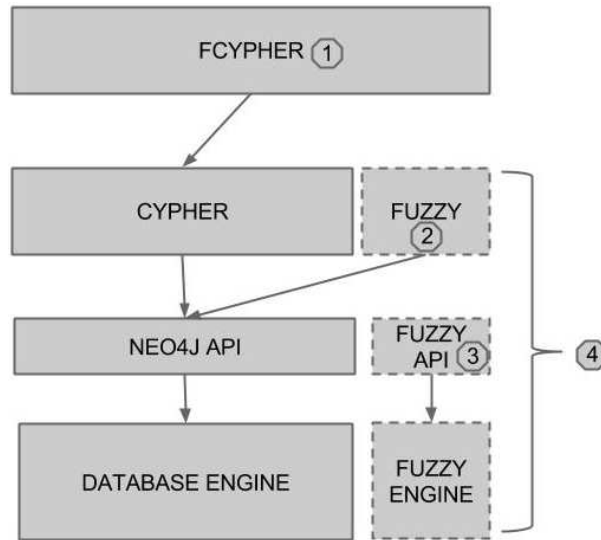 FCYPHER 1
CYPHER
FUZZY
2
NEO4J API
FUZZY
API 3
4
DATABASE ENGINE
FUZZY
ENGINE